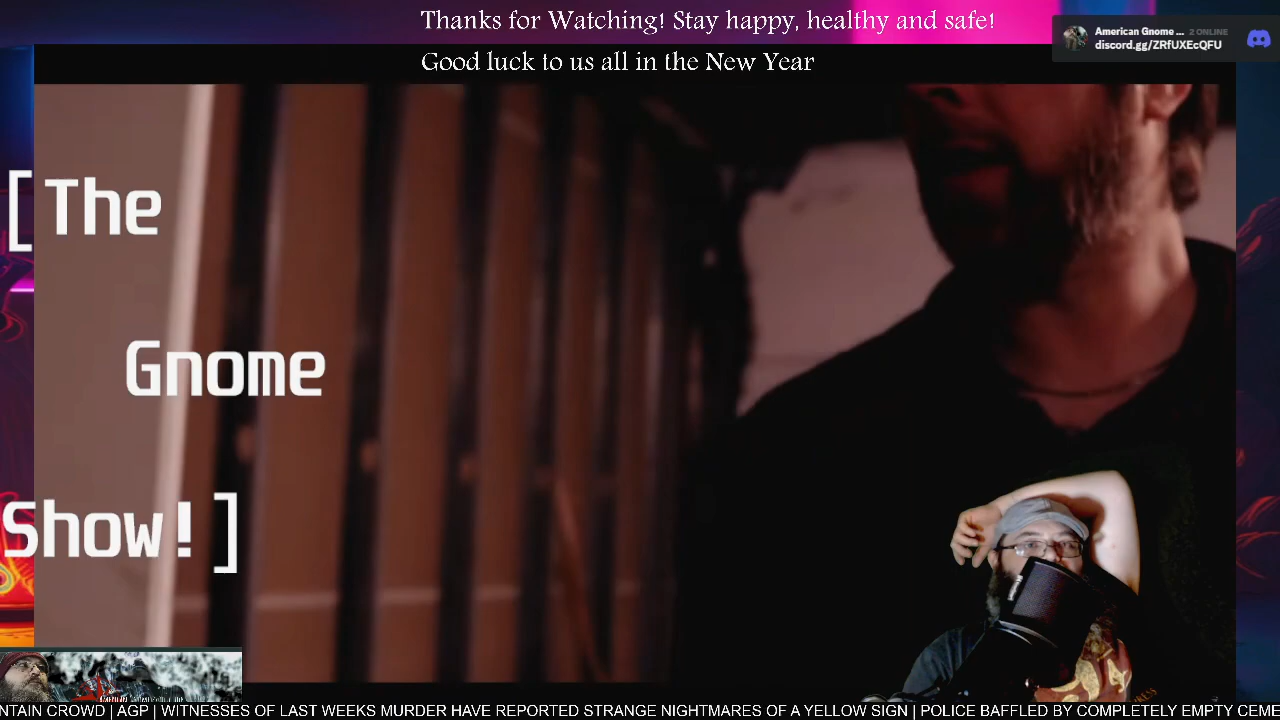 Thanks for Watching! Stay happy, healthy and safe!
Good luck to us all in the New Year
American Gnome ... 2 ONLINE
discord.gg/ZRfUXEcQFU
[The
Gnome
Show!]
NTAIN CROWD | AGP | WITNESSES OF LAST WEEKS MURDER HAVE REPORTED STRANGE NIGHTMARES OF A YELLOW SIGN | POLICE BAFFLED BY COMPLETELY EMPTY CEME